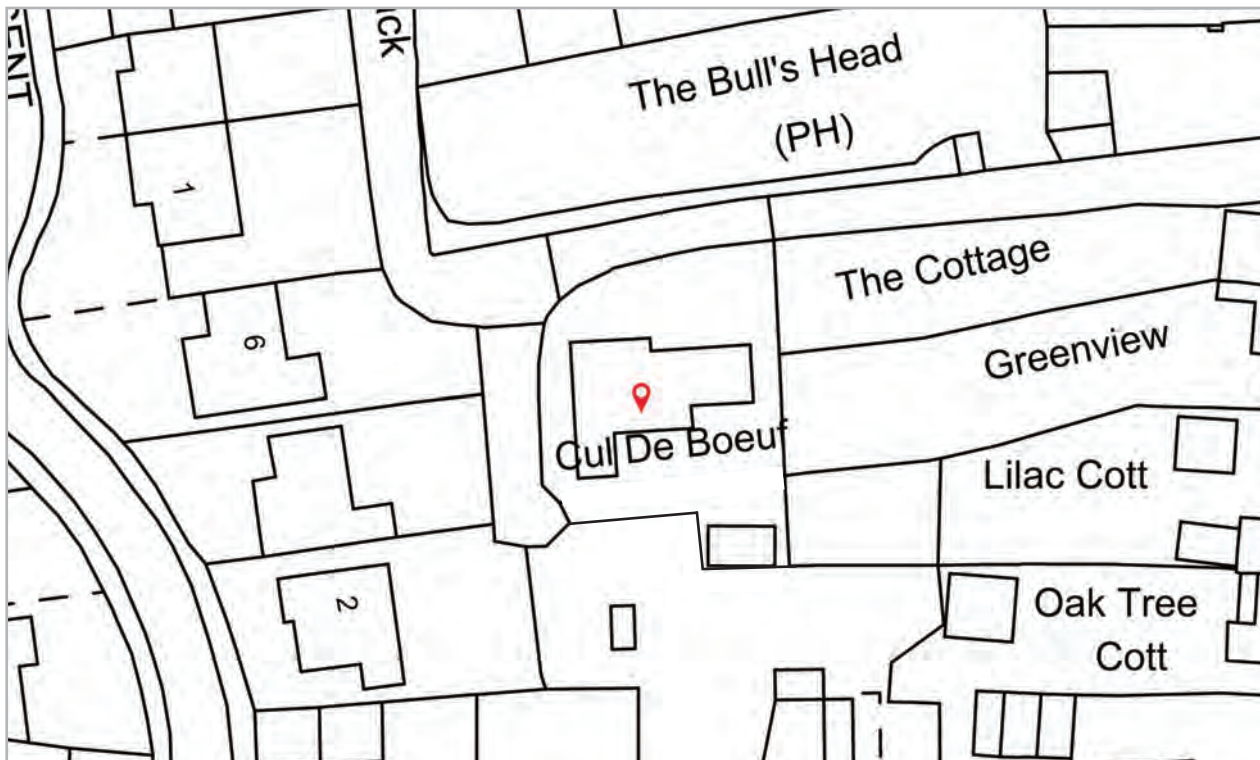 The Bull's Head
(PH)
1
The Cottage
Greenview
6
Cul De Boeuf
Lilac Cott
2
Oak Tree
Cott